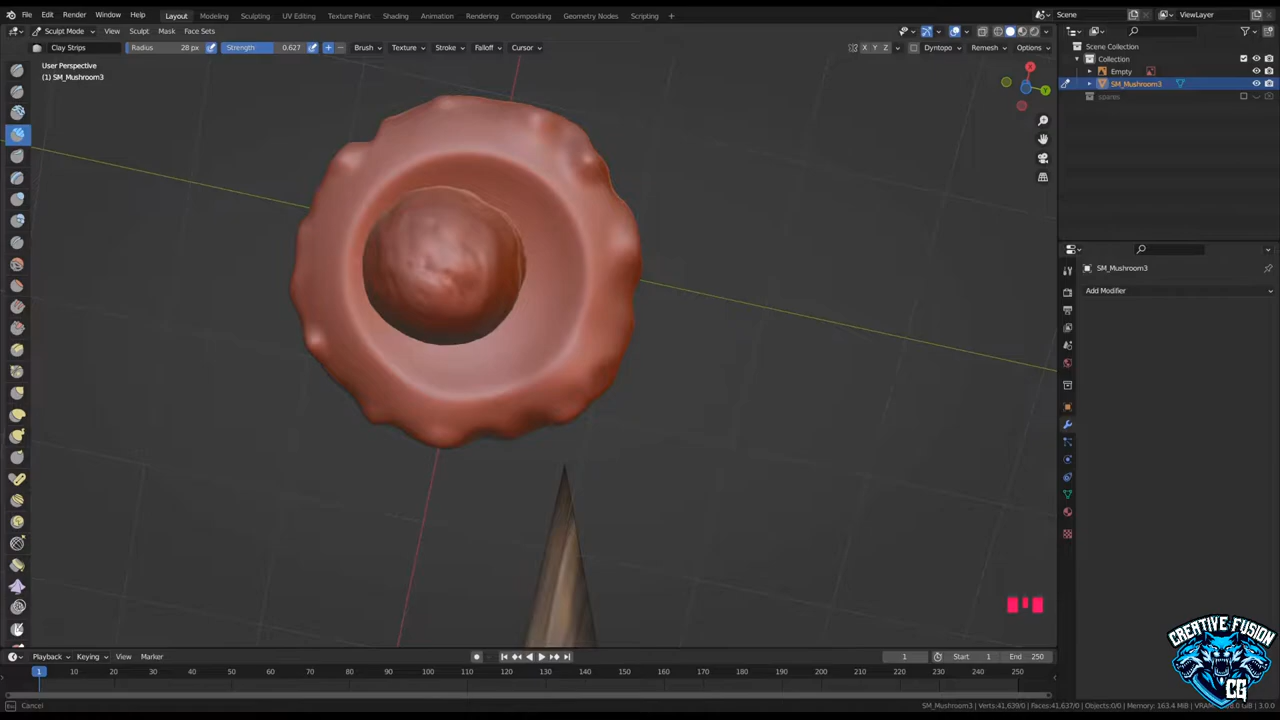 File Edit Render Window Help Layout Modeling Sculpting UV Editing Texture Paint Shading Animation Rendering Compositing Geometry Nodes Scripting + Scene ViewLayer
Sculpt Mode View Sculpt Mask Face Sets
Clay Strips Radius 28 px Strength 0.627 Brush Texture Stroke Falloff Cursor X Y Z Dyntopo Remesh Options
User Perspective
(1) SM_Mushroom3
X
Y
Scene Collection
Collection
Empty
SM_Mushroom3
spares
SM_Mushroom3
Add Modifier
Playback Keying View Marker 1 Start 1 End 250
1 10 20 30 40 50 60 70 80 90 100 110 120 130 140 150 160 170 180 190 200 210 220 230 240 250
Cancel
SM_Mushroom3 | Verts:41,639/0 | Faces:41,637/0 | Objects:0/0 | Memory: 163.4 MiB | VRAM:
3.0.0
CREATIVE FUSION
CG